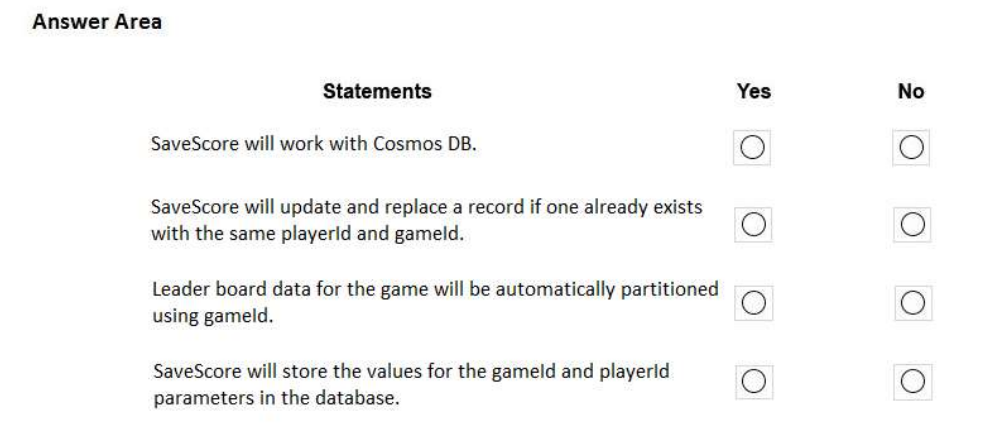 Answer Area
Statements Yes No
SaveScore will work with Cosmos DB.
SaveScore will update and replace a record if one already exists
with the same playerId and gameId.
Leader board data for the game will be automatically partitioned
using gameId.
SaveScore will store the values for the gameId and playerId
parameters in the database.